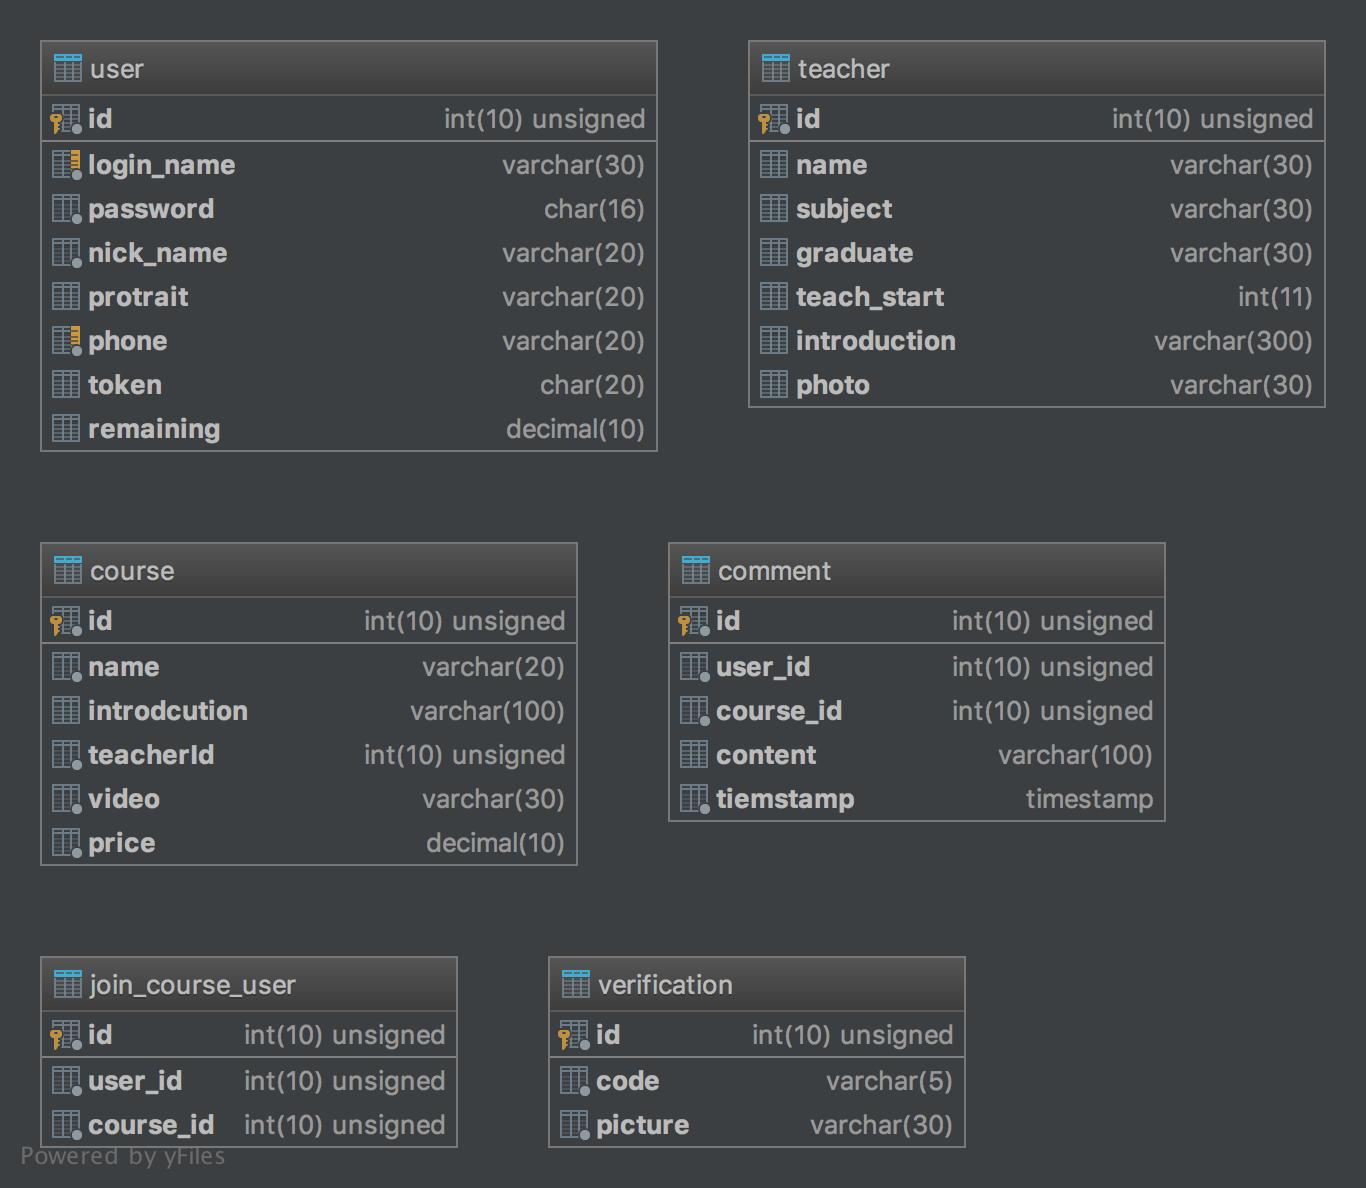 user
id int(10) unsigned
login_name varchar(30)
password char(16)
nick_name varchar(20)
protrait varchar(20)
phone varchar(20)
token char(20)
remaining decimal(10)
teacher
id int(10) unsigned
name varchar(30)
subject varchar(30)
graduate varchar(30)
teach_start int(11)
introduction varchar(300)
photo varchar(30)
course
id int(10) unsigned
name varchar(20)
introdcution varchar(100)
teacherId int(10) unsigned
video varchar(30)
price decimal(10)
comment
id int(10) unsigned
user_id int(10) unsigned
course_id int(10) unsigned
content varchar(100)
tiemstamp timestamp
join_course_user
id int(10) unsigned
user_id int(10) unsigned
course_id int(10) unsigned
verification
id int(10) unsigned
code varchar(5)
picture varchar(30)
Powered by yFiles